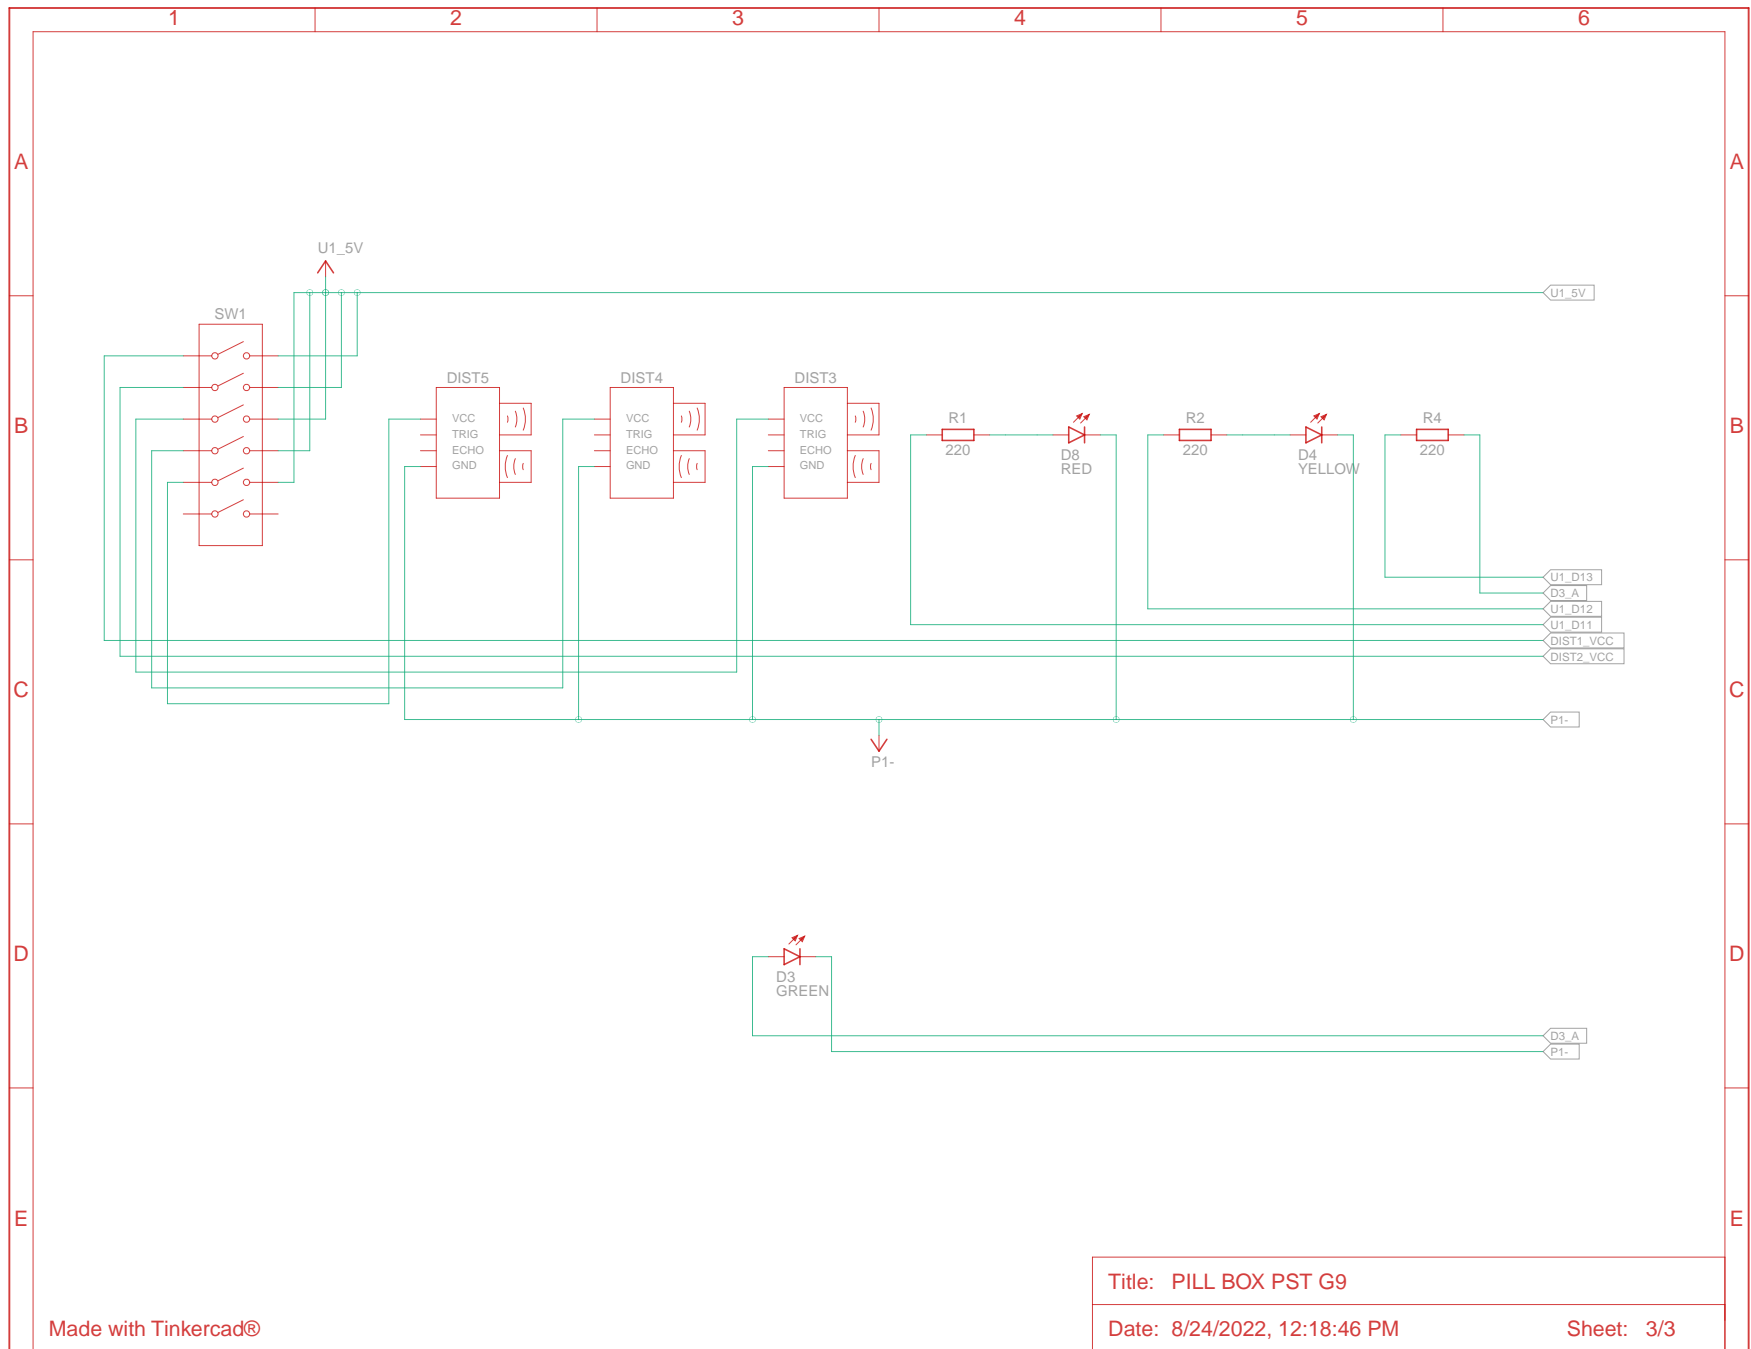 1 2 3 4 5 6
A A
U1_5V
U1_5V
SW1
DIST5 DIST4 DIST3
B B
VCC VCC VCC R1 R2 R4
TRIG TRIG TRIG
ECHO ECHO ECHO 220 D8 220 D4 220
GND GND GND RED YELLOW
U1_D13
D3_A
U1_D12
U1_D11
DIST1_VCC
DIST2_VCC
C C
P1-
P1-
D D
D3
GREEN
D3_A
P1-
E E
Title: PILL BOX PST G9
Made with Tinkercad® Date: 8/24/2022, 12:18:46 PM Sheet: 3/3